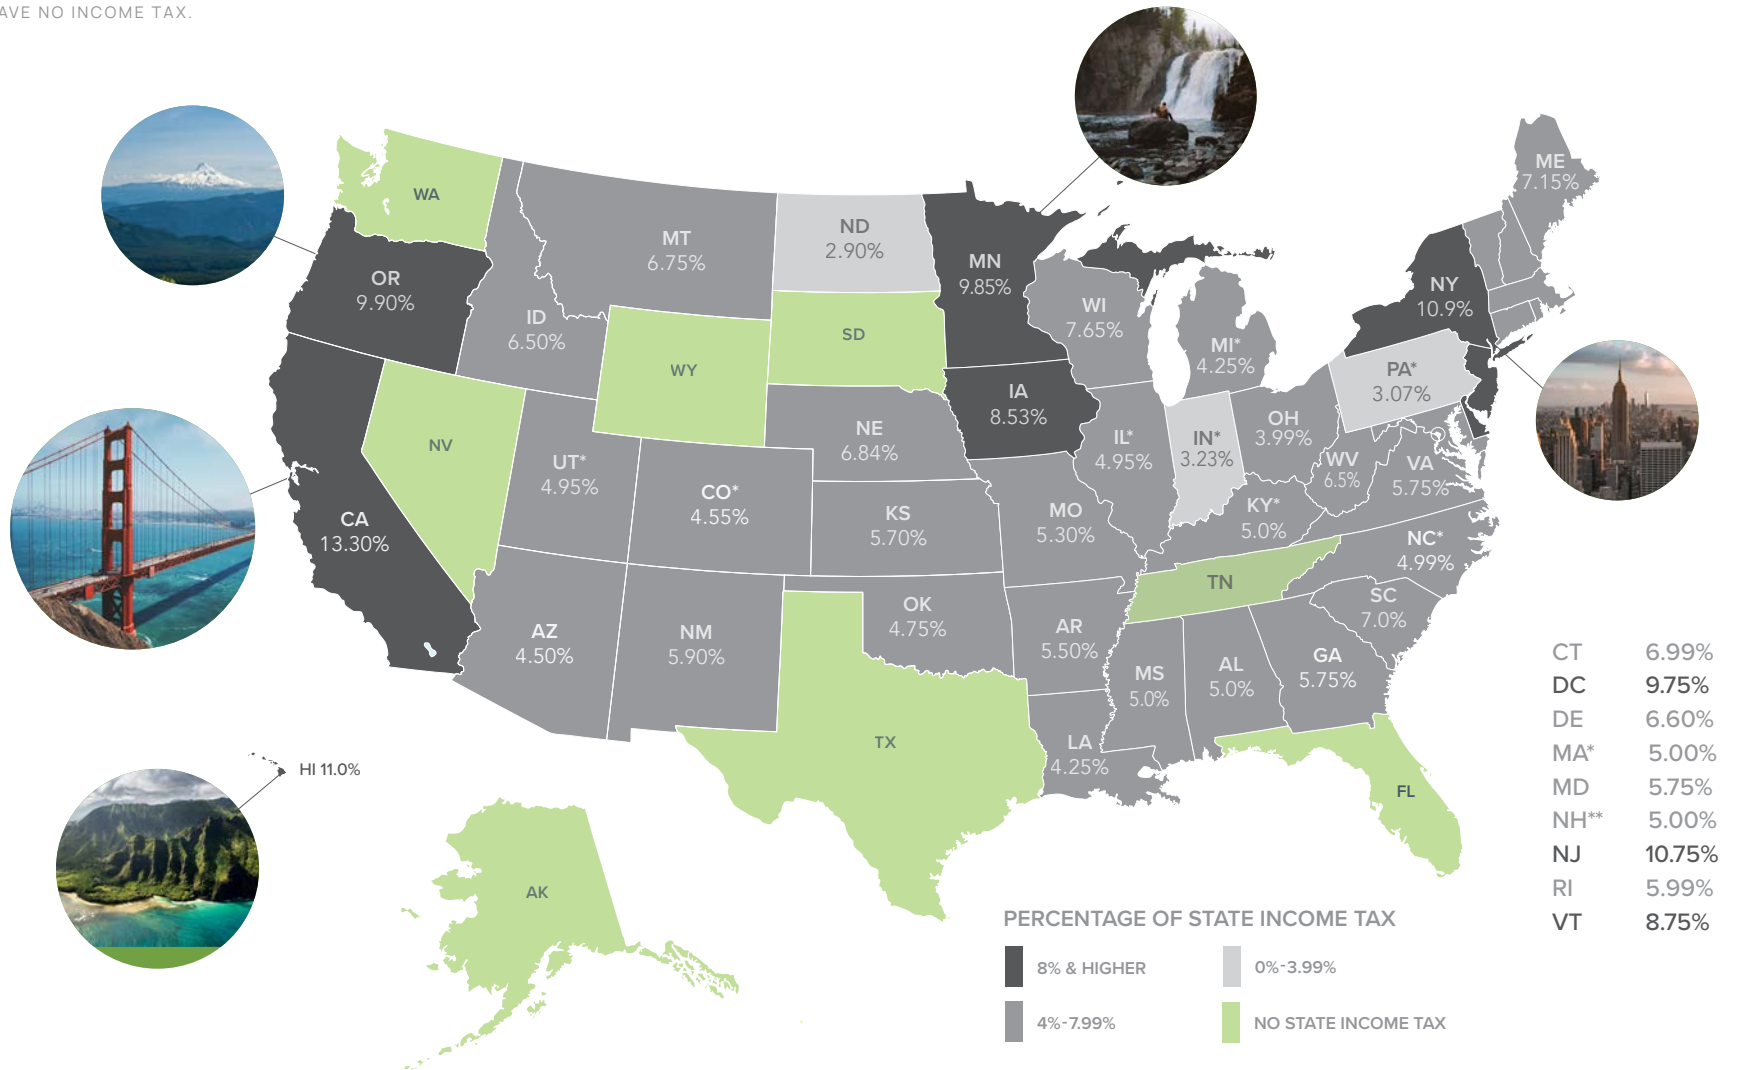 AVE NO INCOME TAX.
WA
OR
9.90%
CA
13.30%
NV
ID
6.50%
MT
6.75%
WY
UT*
4.95%
CO*
4.55%
AZ
4.50%
NM
5.90%
ND
2.90%
SD
NE
6.84%
KS
5.70%
OK
4.75%
TX
MN
9.85%
IA
8.53%
MO
5.30%
AR
5.50%
LA
4.25%
WI
7.65%
IL*
4.95%
MI*
4.25%
IN*
3.23%
OH
3.99%
KY*
5.0%
TN
MS
5.0%
AL
5.0%
GA
5.75%
FL
SC
7.0%
NC*
4.99%
VA
5.75%
WV
6.5%
PA*
3.07%
NY
10.9%
ME
7.15%
HI 11.0%
AK
CT 6.99%
DC 9.75%
DE 6.60%
MA* 5.00%
MD 5.75%
NH** 5.00%
NJ 10.75%
RI 5.99%
VT 8.75%
PERCENTAGE OF STATE INCOME TAX
8% & HIGHER
0%-3.99%
4%-7.99%
NO STATE INCOME TAX